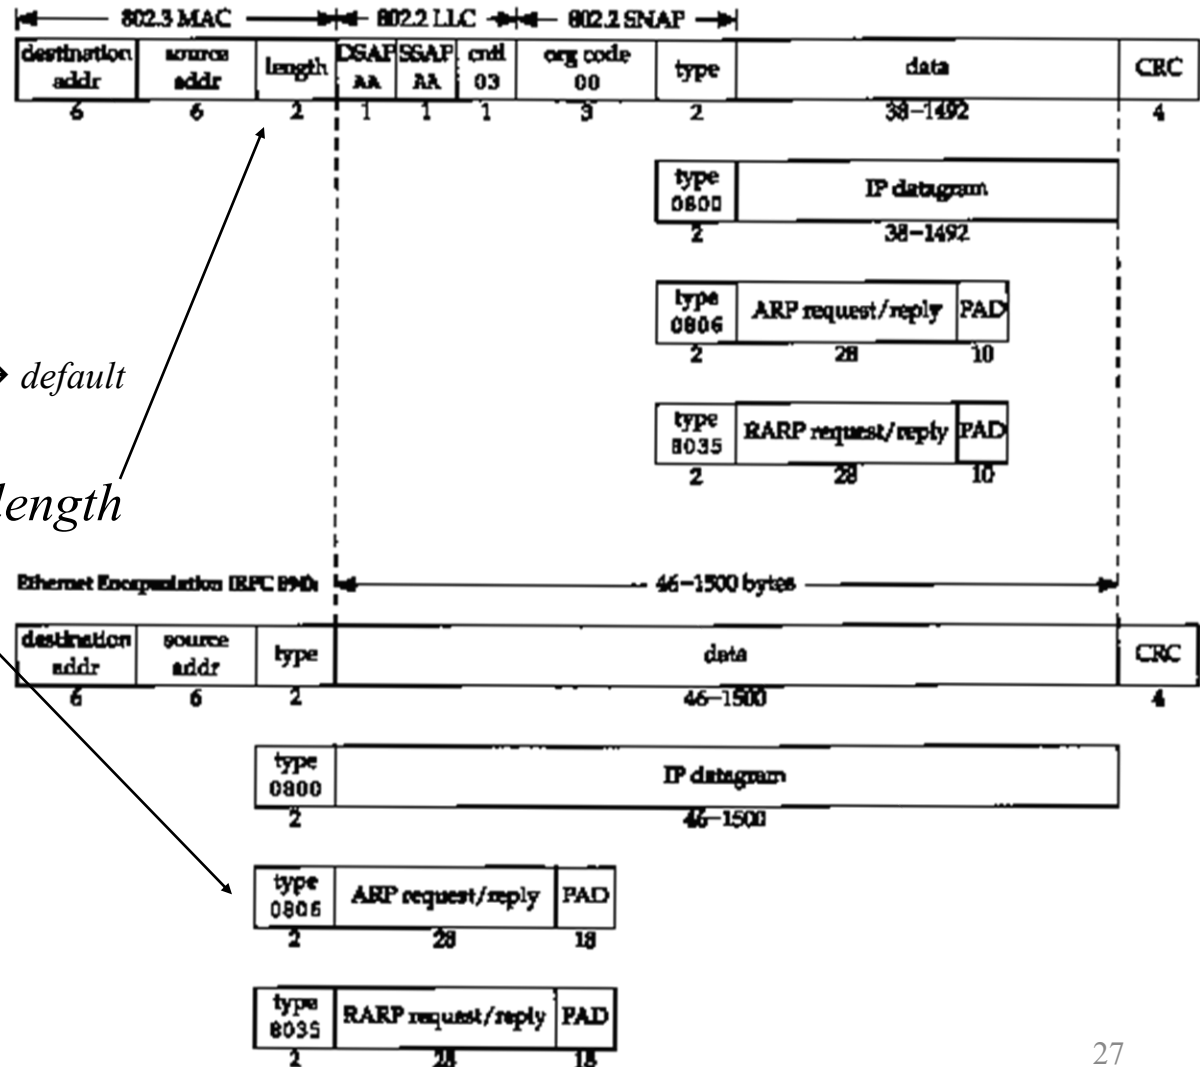 802.3 MAC 802.2 LLC 802.2 SNAP
destination addr source addr length DSAP AA SSAP AA cntl 03 org code 00 type data CRC
6 6 2 1 1 1 3 2 38-1492 4
type 0800 IP datagram
2 38-1492
type 0806 ARP request/reply PAD
2 28 10
→ default
type 8035 RARP request/reply PAD
2 28 10
length
Ethernet Encapsulation (RFC 894): 46-1500 bytes
destination addr source addr type data CRC
6 6 2 46-1500 4
type 0800 IP datagram
2 46-1500
type 0806 ARP request/reply PAD
2 28 18
type 8035 RARP request/reply PAD
2 28 18
27